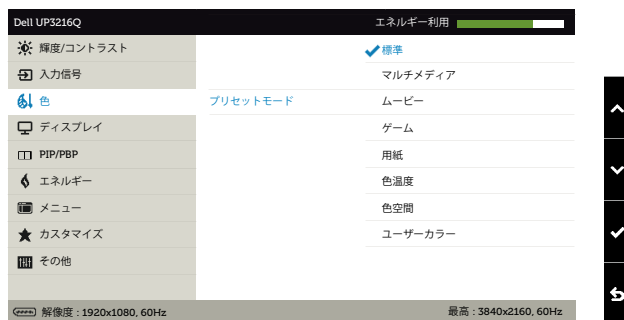 Dell UP3216Q エネルギー利用
輝度/コントラスト ✔標準
入力信号 マルチメディア
色 プリセットモード ムービー
ディスプレイ ゲーム
PIP/PBP 用紙
エネルギー 色温度
メニュー 色空間
カスタマイズ ユーザーカラー
その他
解像度 : 1920x1080, 60Hz 最高 : 3840x2160, 60Hz